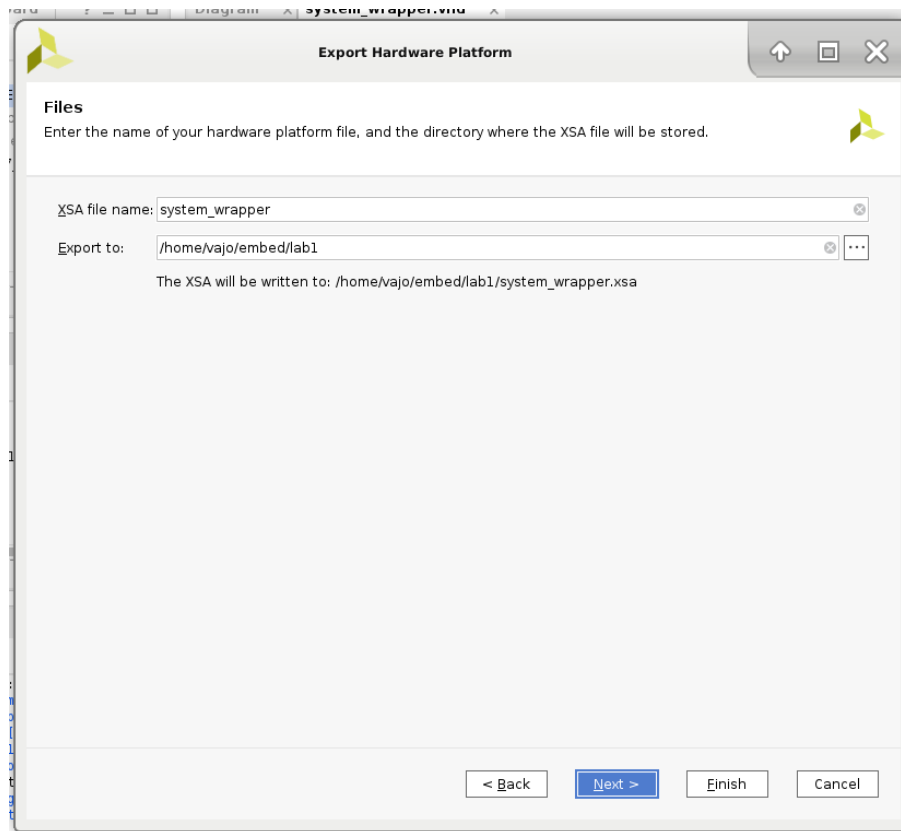 Diagram
system_wrapper.vhd
Export Hardware Platform
Files
Enter the name of your hardware platform file, and the directory where the XSA file will be stored.
XSA file name: system_wrapper
Export to: /home/vajo/embed/lab1
The XSA will be written to: /home/vajo/embed/lab1/system_wrapper.xsa
< Back Next > Finish Cancel